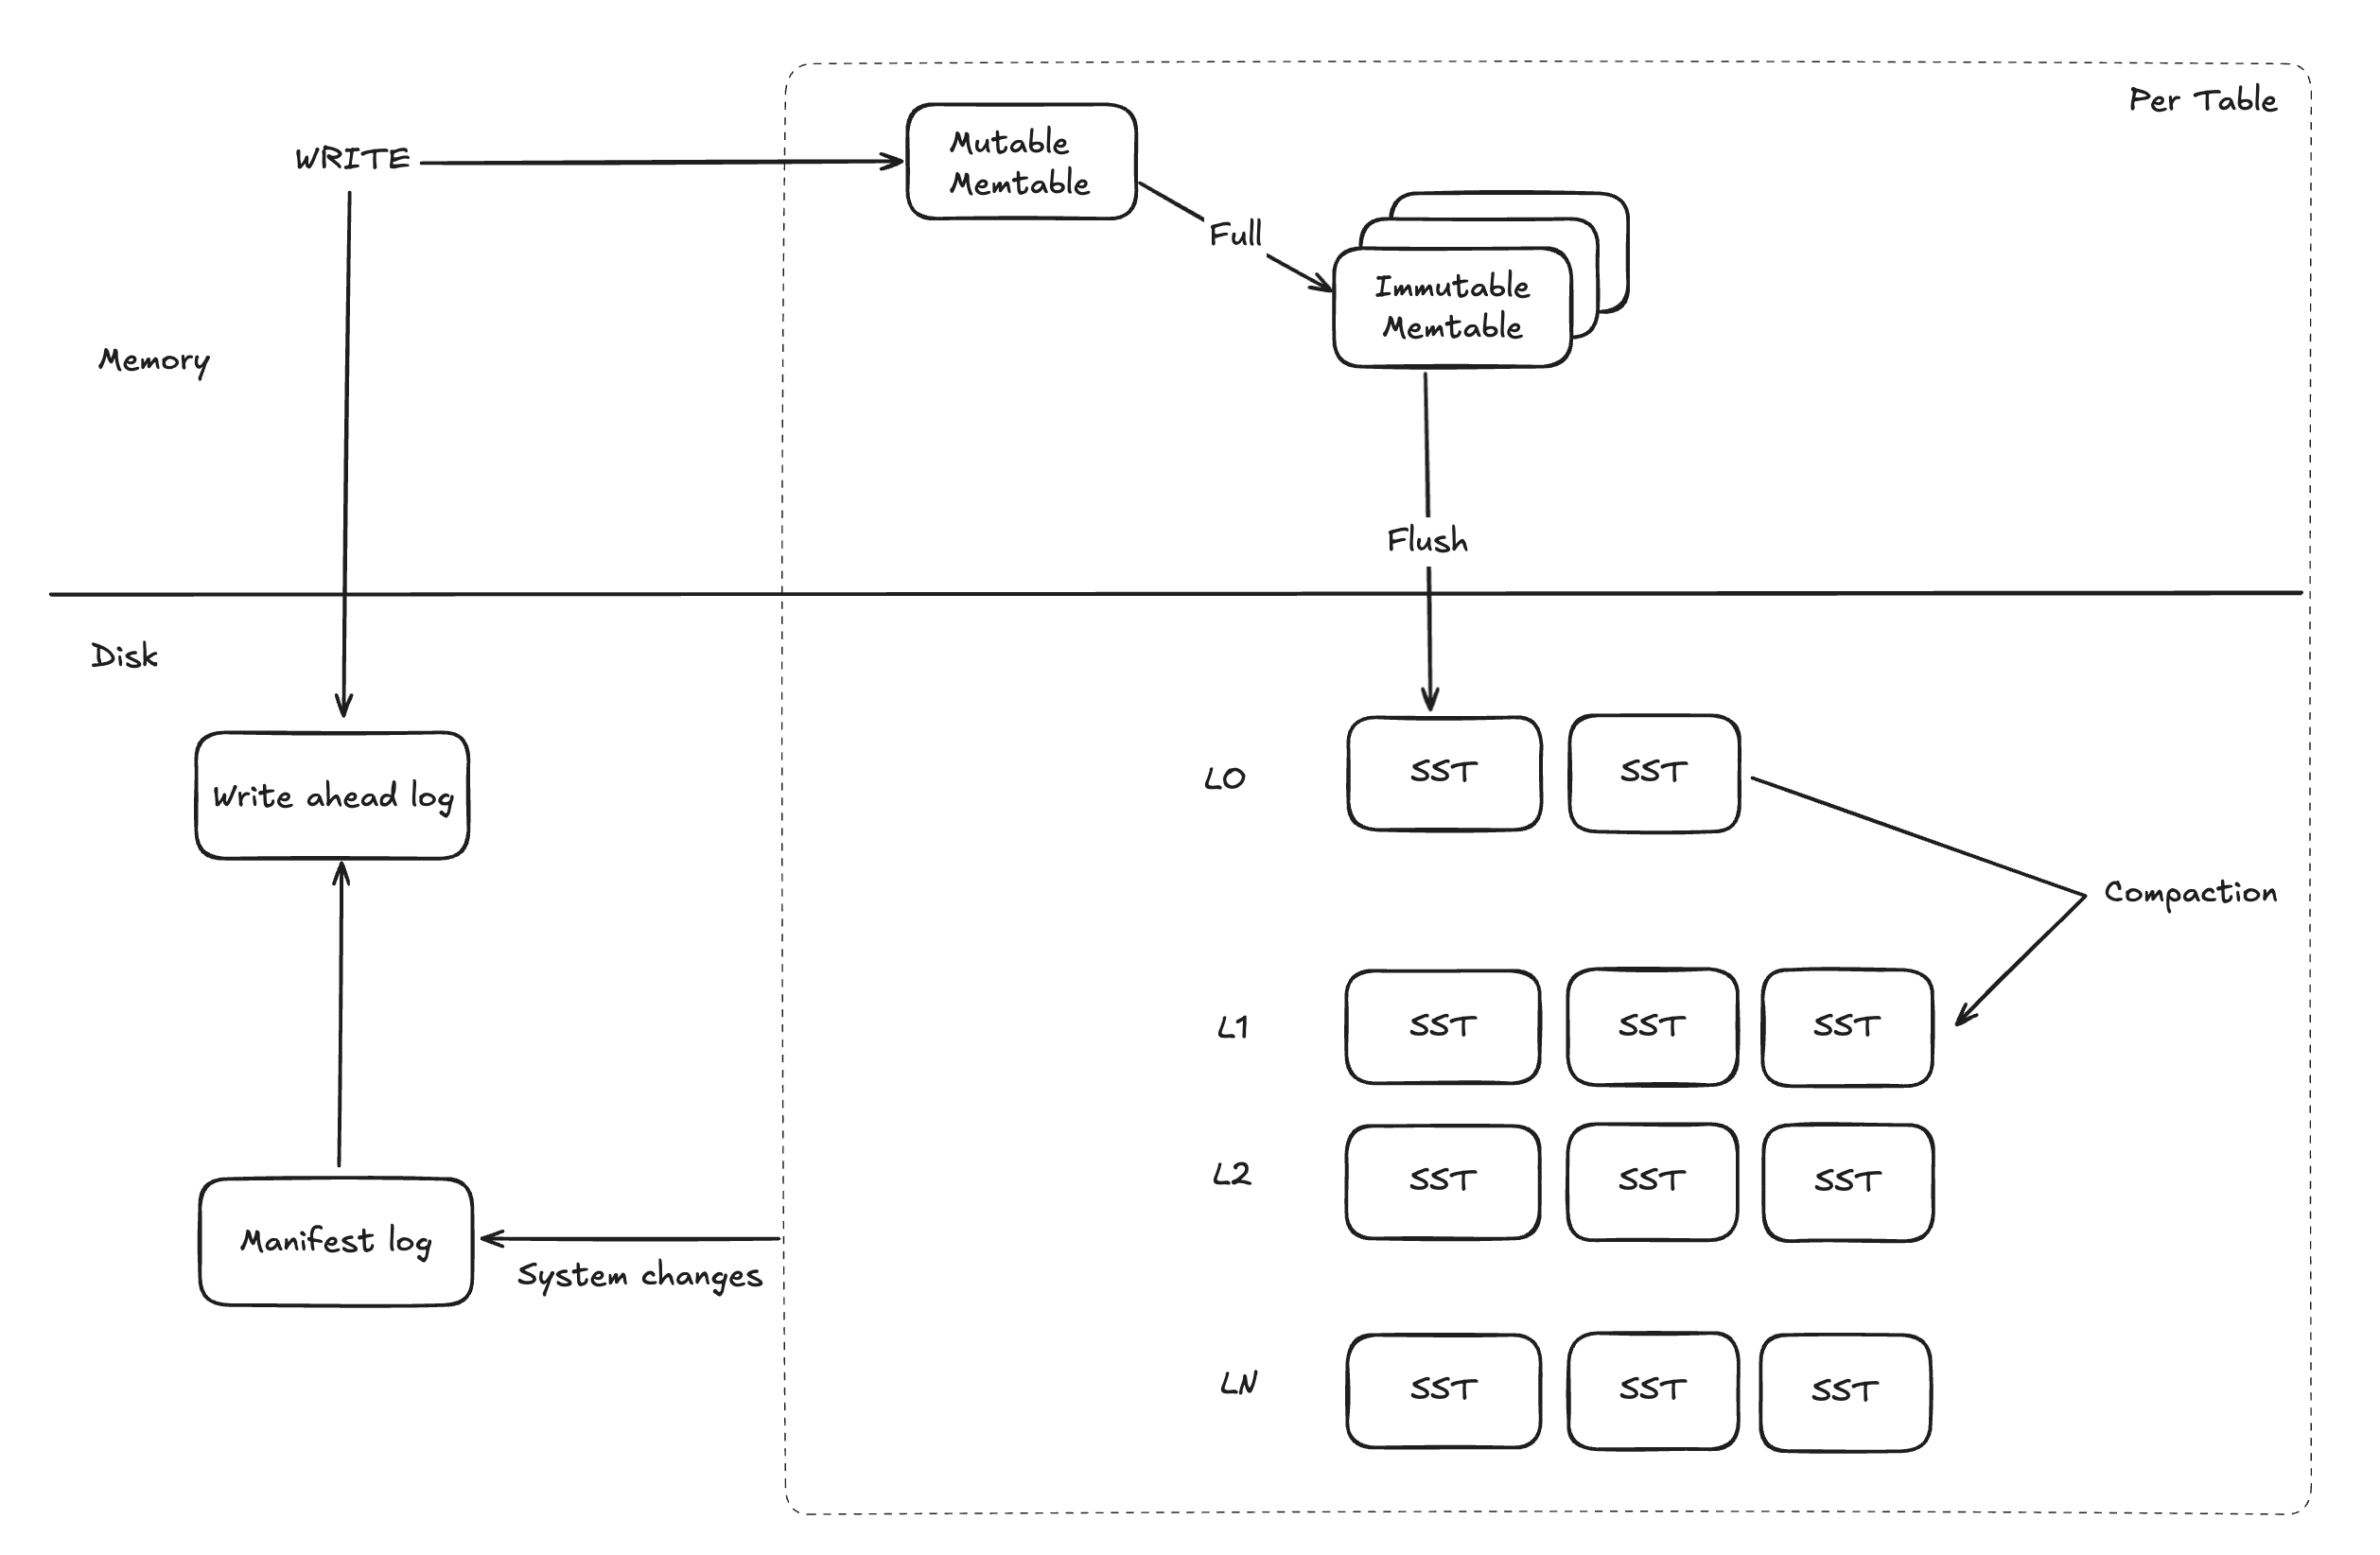 Per Table
WRITE
Mutable
Memtable
Full
Immutable
Memtable
Memory
Flush
Disk
Write ahead log
L0
SST
SST
Compaction
L1
SST
SST
SST
L2
SST
SST
SST
Manifest log
System changes
LN
SST
SST
SST